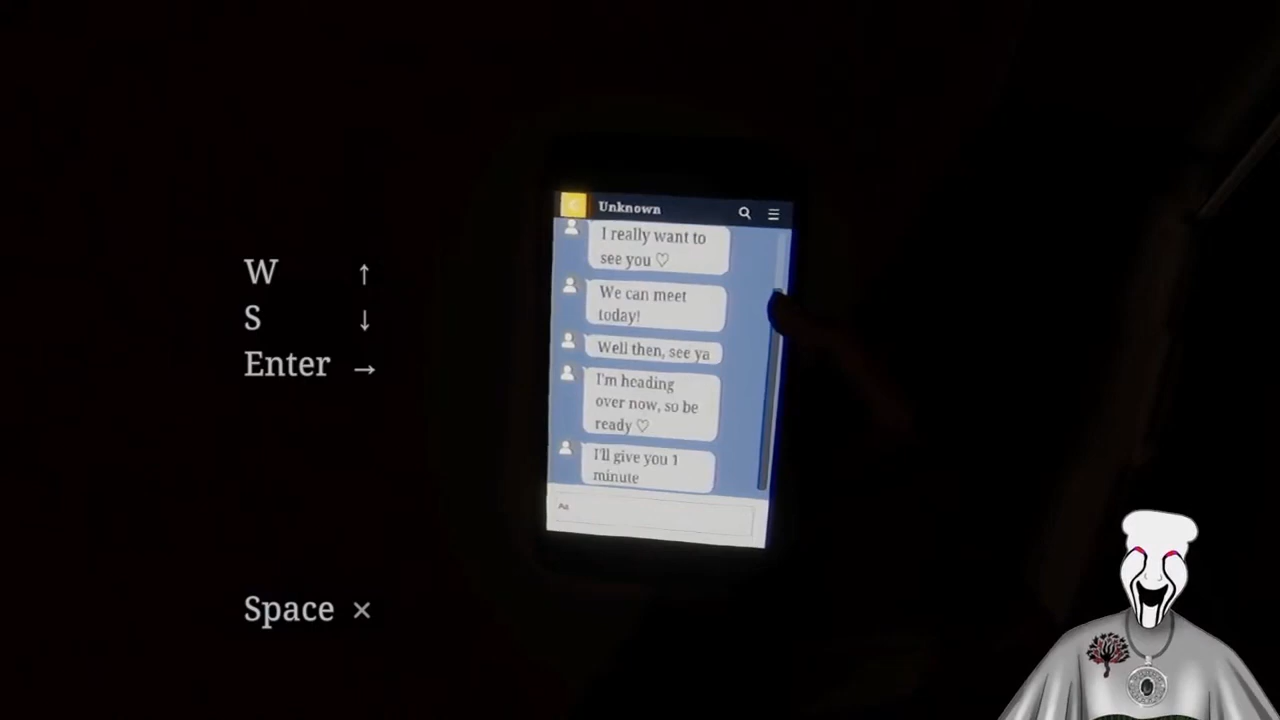 Unknown
I really want to
see you ♡
We can meet
today!
Well then, see ya
I'm heading
over now, so be
ready ♡
I'll give you 1
minute
Aa
W ↑
S ↓
Enter →
Space ×